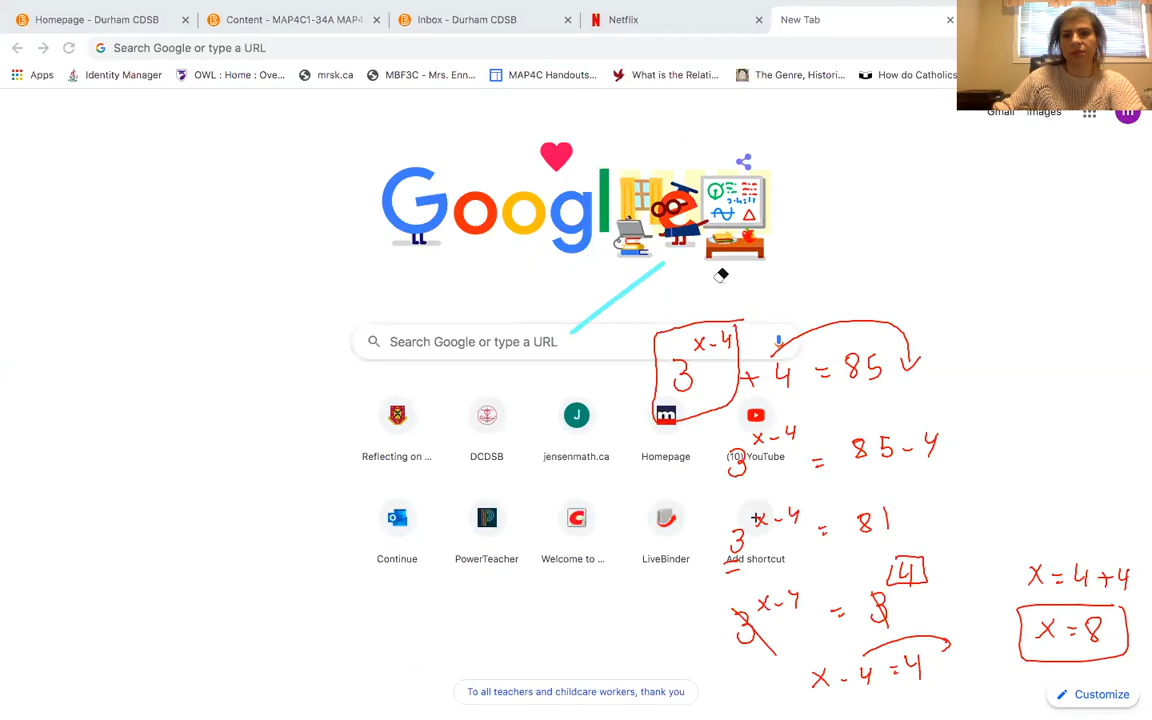 Homepage - Durham CDSB
Content - MAP4C1-34A MAP4
Inbox - Durham CDSB
Netflix
New Tab
Search Google or type a URL
Apps
Identity Manager
OWL : Home : Ove...
mrsk.ca
MBF3C - Mrs. Enn...
MAP4C Handouts...
What is the Relati...
The Genre, Histori...
How do Catholics
Gmail Images
m
Google
Search Google or type a URL
3^(x-4) + 4 = 85
J
m
Reflecting on ...
DCDSB
jensenmath.ca
Homepage
(10) YouTube
3^(x-4) = 85 - 4
3^(x-4) = 81
Continue
PowerTeacher
Welcome to ...
LiveBinder
Add shortcut
3^(x-4) = 3^4
x - 4 = 4
x = 4 + 4
x = 8
To all teachers and childcare workers, thank you
Customize